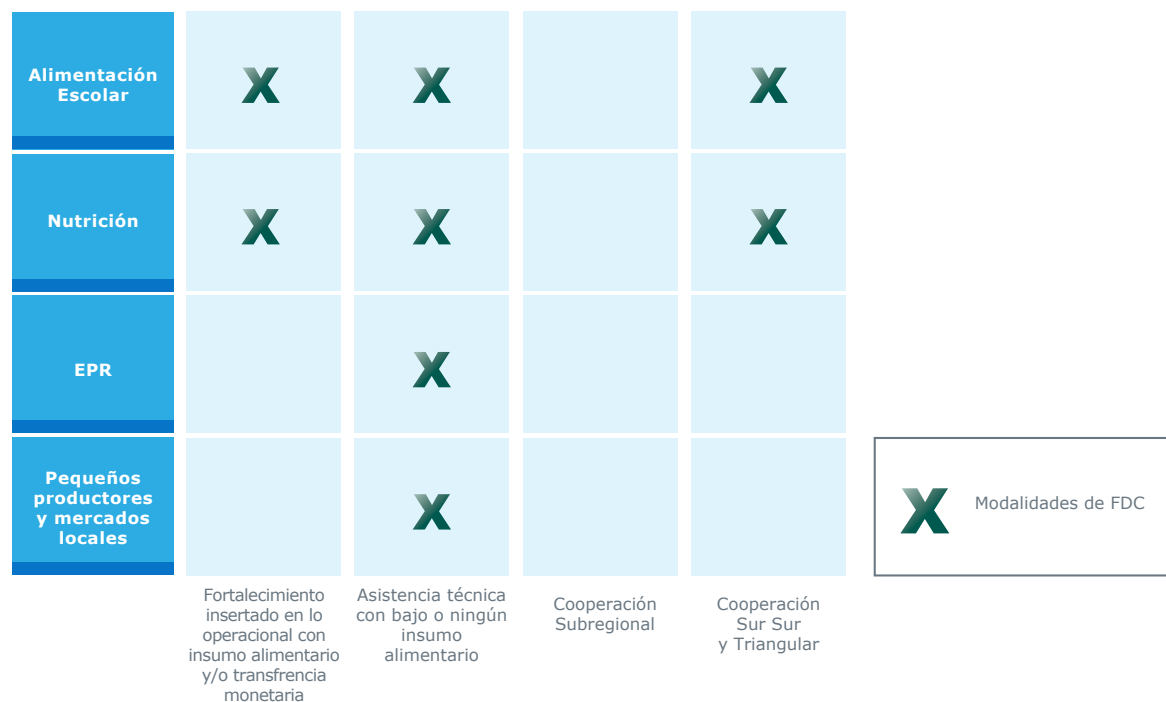 Alimentación
Escolar
X
X
X
Nutrición
X
X
X
EPR
X
Pequeños
productores
y mercados
locales
X
X
Modalidades de FDC
Fortalecimiento
insertado en lo
operacional con
insumo alimentario
y/o transfrencia
monetaria
Asistencia técnica
con bajo o ningún
insumo
alimentario
Cooperación
Subregional
Cooperación
Sur Sur
y Triangular